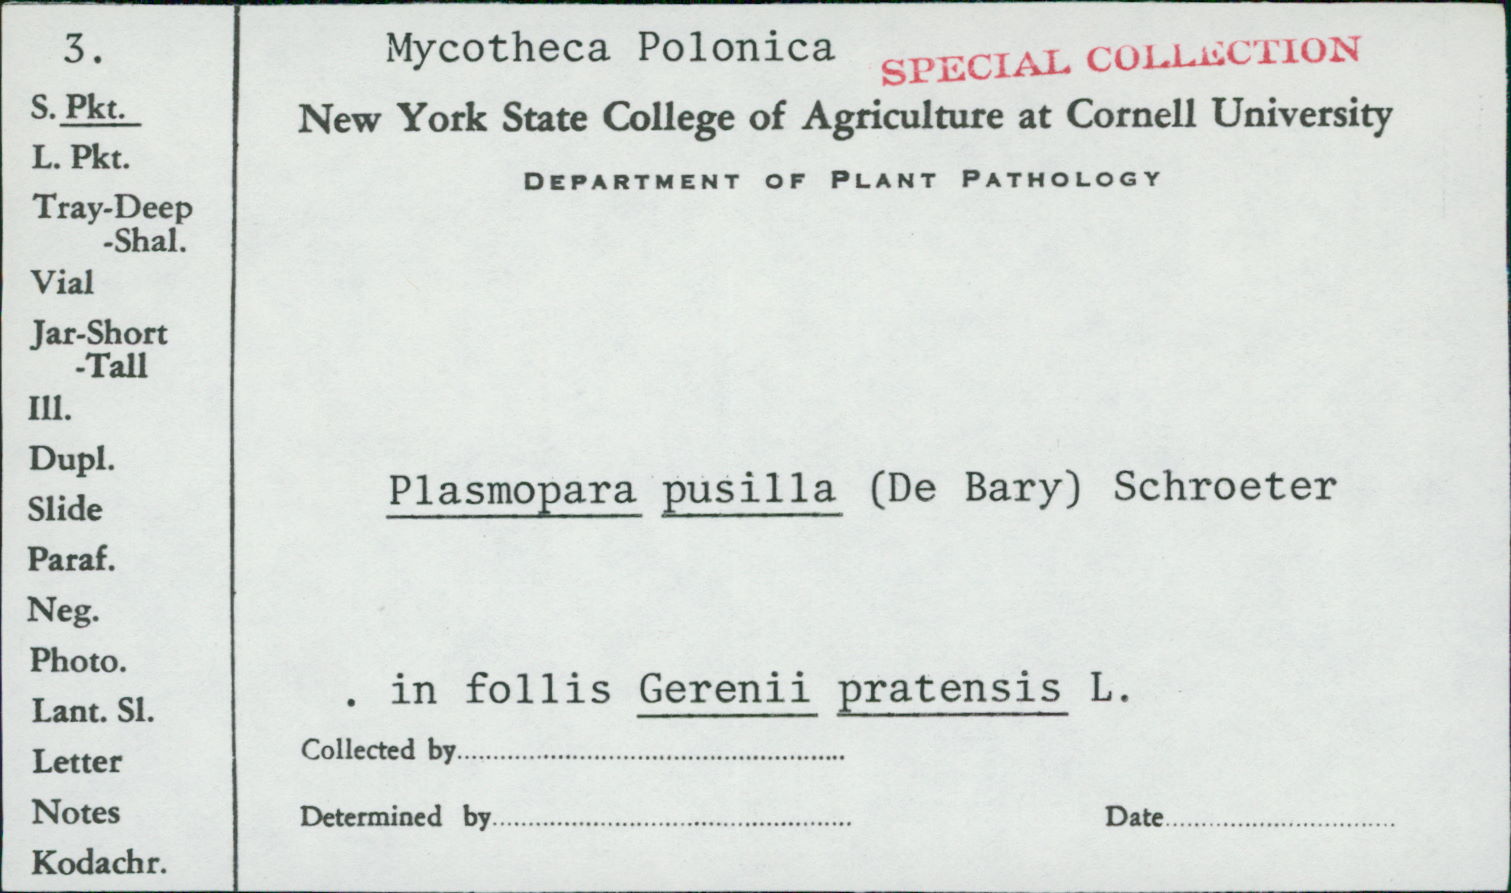 3.
S. Pkt.
L. Pkt.
Tray-Deep
-Shal.
Vial
Jar-Short
-Tall
Ill.
Dupl.
Slide
Paraf.
Neg.
Photo.
Lant. Sl.
Letter
Notes
Kodachr.
Mycotheca Polonica
SPECIAL COLLECTION
New York State College of Agriculture at Cornell University
DEPARTMENT OF PLANT PATHOLOGY
Plasmopara pusilla (De Bary) Schroeter
. in follis Gerenii pratensis L.
Collected by
Determined by
Date